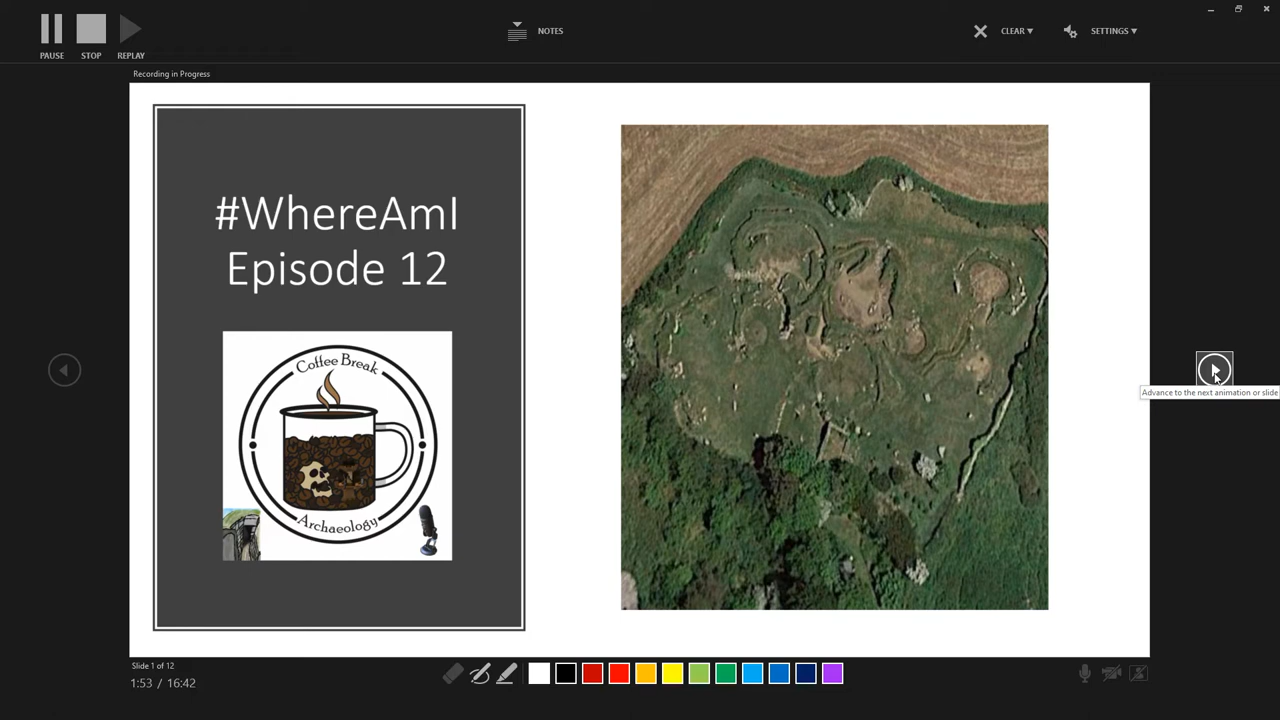 PAUSE
STOP
REPLAY
NOTES
CLEAR
SETTINGS
Recording in Progress
#WhereAmI
Episode 12
Coffee Break
Archaeology
Advance to the next animation or slide
Slide 1 of 12
1:53 / 16:42